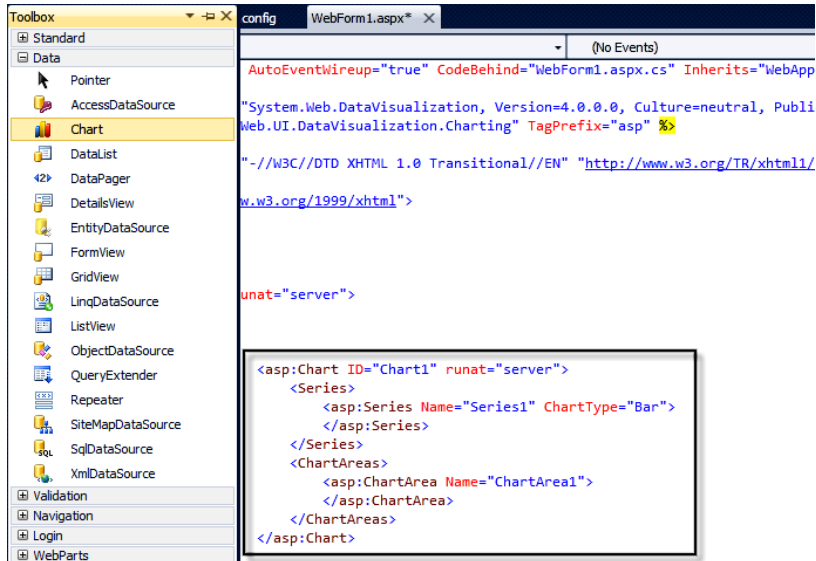 Toolbox
Standard
Data
Pointer
AccessDataSource
Chart
DataList
DataPager
DetailsView
EntityDataSource
FormView
GridView
LinqDataSource
ListView
ObjectDataSource
QueryExtender
Repeater
SiteMapDataSource
SqlDataSource
XmlDataSource
Validation
Navigation
Login
WebParts
config WebForm1.aspx*
(No Events)
AutoEventWireup="true" CodeBehind="WebForm1.aspx.cs" Inherits="WebApp
"System.Web.DataVisualization, Version=4.0.0.0, Culture=neutral, Publi
Web.UI.DataVisualization.Charting" TagPrefix="asp" %>
"-//W3C//DTD XHTML 1.0 Transitional//EN" "http://www.w3.org/TR/xhtml1/
w.w3.org/1999/xhtml">
unat="server">
<asp:Chart ID="Chart1" runat="server">
<Series>
<asp:Series Name="Series1" ChartType="Bar">
</asp:Series>
</Series>
<ChartAreas>
<asp:ChartArea Name="ChartArea1">
</asp:ChartArea>
</ChartAreas>
</asp:Chart>